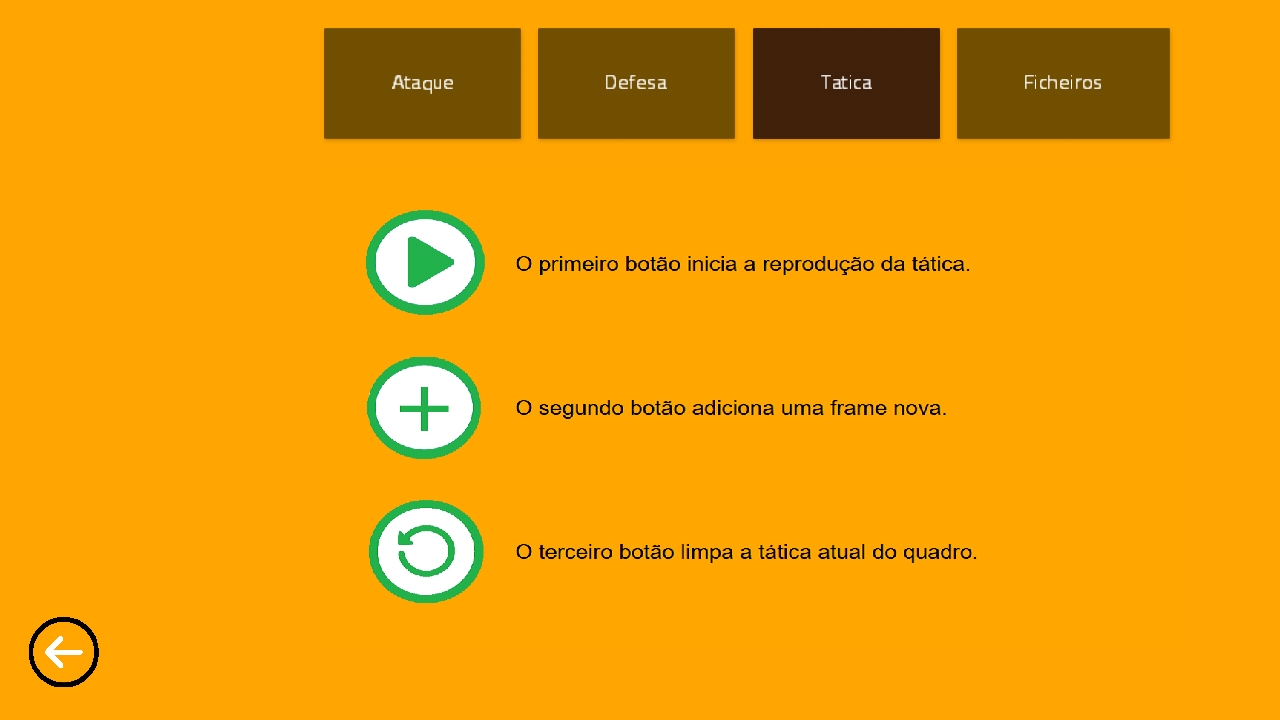 Ataque
Defesa
Tatica
Ficheiros
O primeiro botão inicia a reprodução da tática.
O segundo botão adiciona uma frame nova.
O terceiro botão limpa a tática atual do quadro.